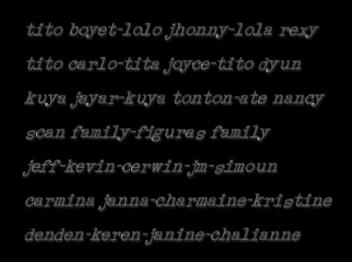 tito boyet-lolo jhonny-lola rexy
tito carlo-tita joyce-tito dyun
kuya jayar-kuya tonton-ate nancy
scan family-figuras family
jeff-kevin-cerwin-jm-simoun
carmina janna-charmaine-kristine
denden-keren-janine-chalianne